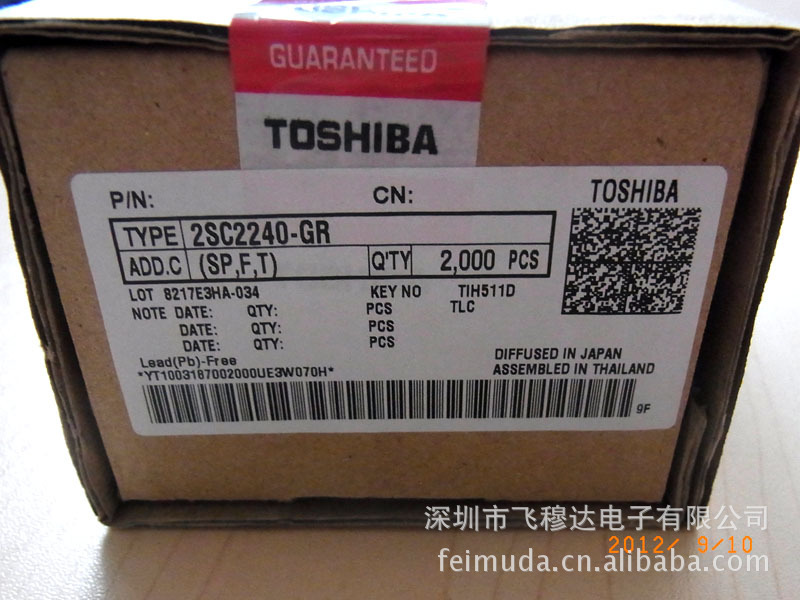 GUARANTEED
TOSHIBA
P/N: CN: TOSHIBA
TYPE 2SC2240-GR
ADD.C (SP,F,T) Q'TY 2,000 PCS
LOT 8217E3HA-034 KEY NO TIH511D
NOTE DATE: QTY: PCS TLC
DATE: QTY: PCS
DATE: QTY: PCS
Lead(Pb)-Free
DIFFUSED IN JAPAN
*YT1003187002000UE3W070H* ASSEMBLED IN THAILAND
9F
深圳市飞穆达电子有限公司
2012/ 9/10
feimuda.cn.alibaba.com